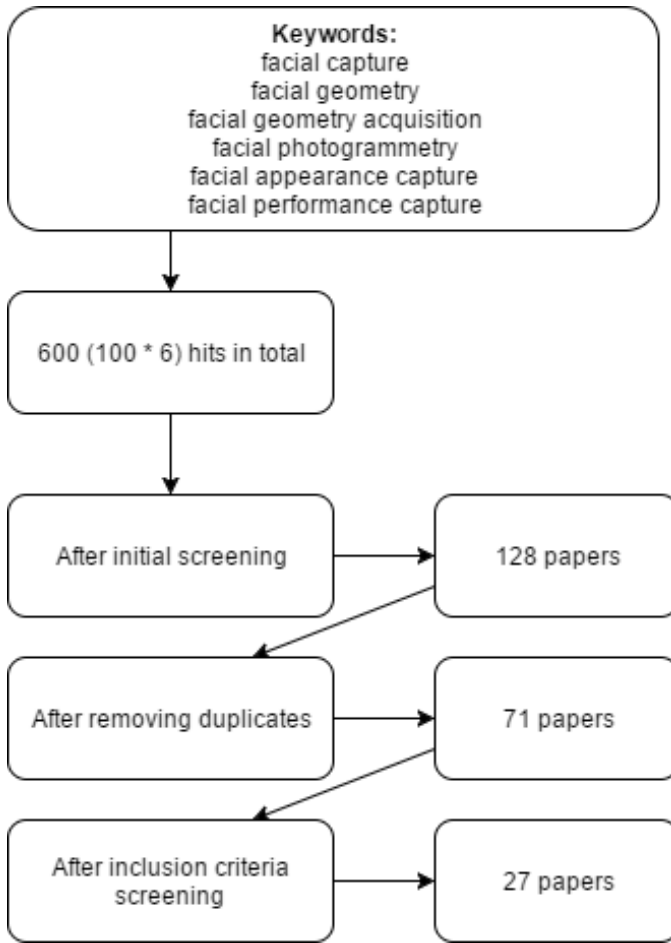 Keywords:
facial capture
facial geometry
facial geometry acquisition
facial photogrammetry
facial appearance capture
facial performance capture
600 (100 * 6) hits in total
After initial screening
128 papers
After removing duplicates
71 papers
After inclusion criteria
screening
27 papers